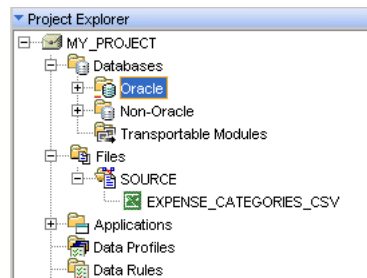 Project Explorer
MY_PROJECT
Databases
Oracle
Non-Oracle
Transportable Modules
Files
SOURCE
EXPENSE_CATEGORIES_CSV
Applications
Data Profiles
Data Rules